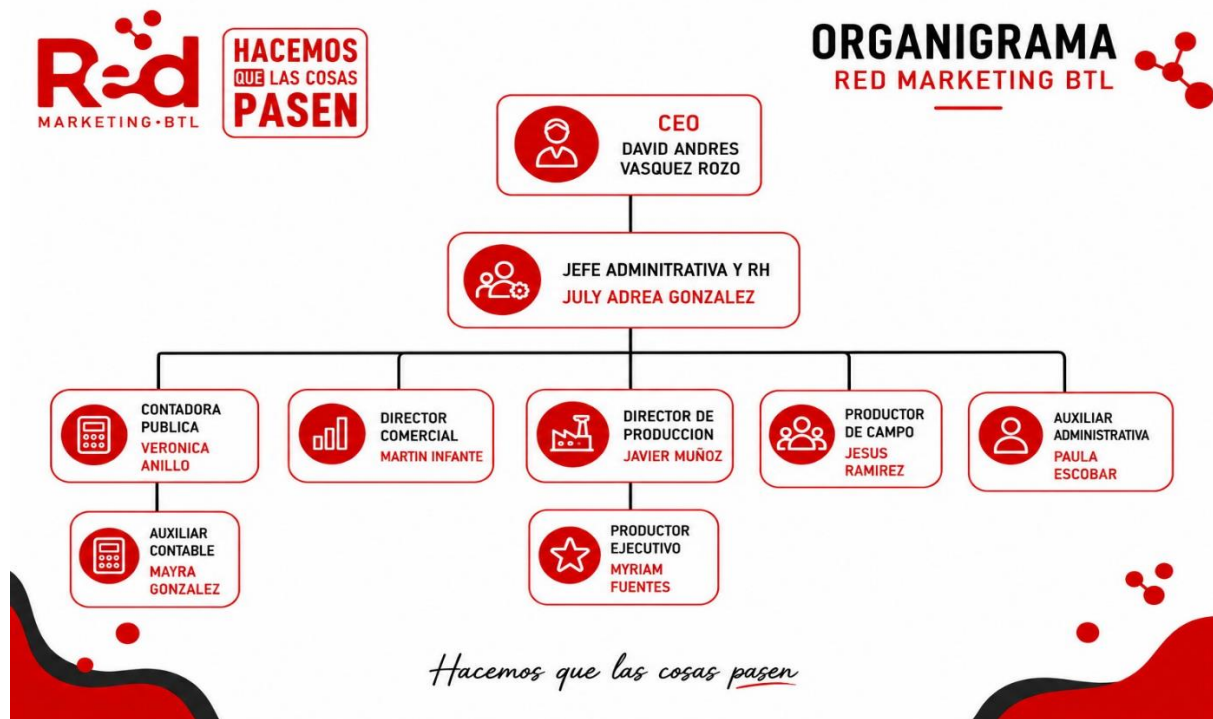 Red
MARKETING•BTL
HACEMOS
QUE LAS COSAS
PASEN
ORGANIGRAMA
RED MARKETING BTL
CEO
DAVID ANDRES
VASQUEZ ROZO
JEFE ADMINITRATIVA Y RH
JULY ADREA GONZALEZ
CONTADORA
PUBLICA
VERONICA
ANILLO
DIRECTOR
COMERCIAL
MARTIN INFANTE
DIRECTOR DE
PRODUCCION
JAVIER MUÑOZ
PRODUCTOR
DE CAMPO
JESUS
RAMIREZ
AUXILIAR
ADMINISTRATIVA
PAULA
ESCOBAR
AUXILIAR
CONTABLE
MAYRA
GONZALEZ
PRODUCTOR
EJECUTIVO
MYRIAM
FUENTES
Hacemos que las cosas pasen